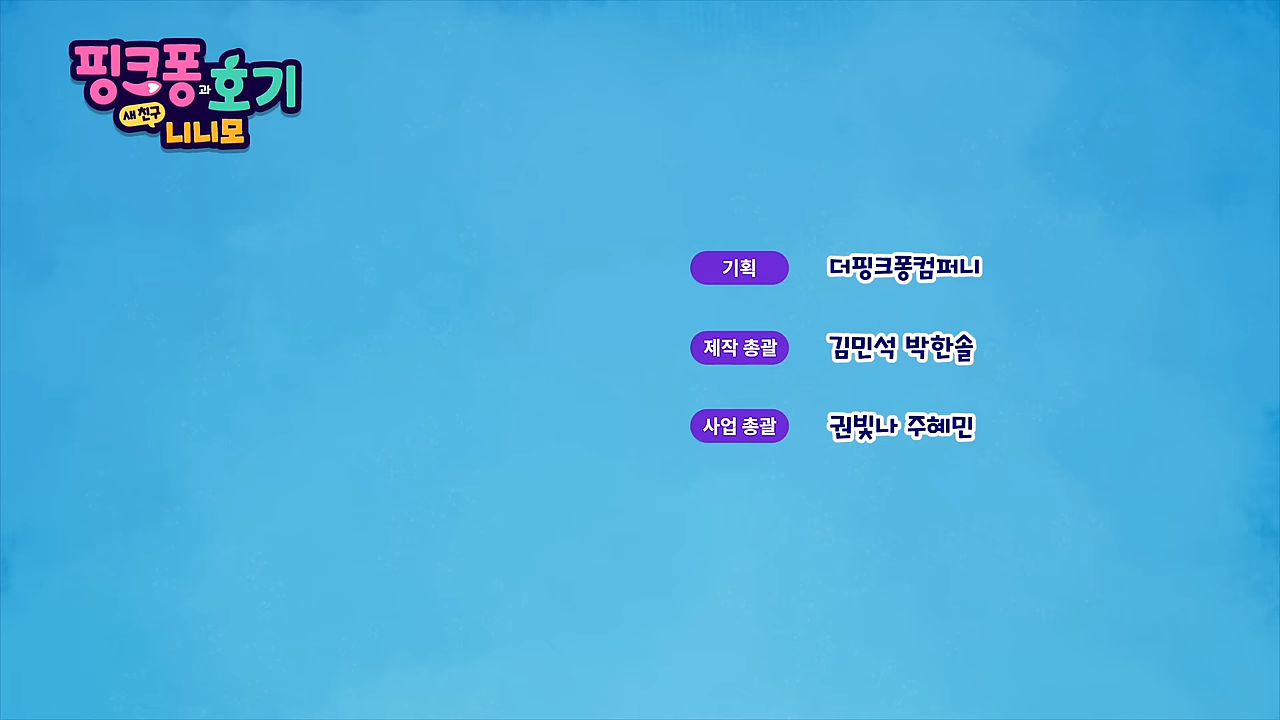 핑크퐁과 호기
새 친구
니니모
기획 더핑크퐁컴퍼니
제작 총괄 김민석 박한솔
사업 총괄 권빛나 주혜민